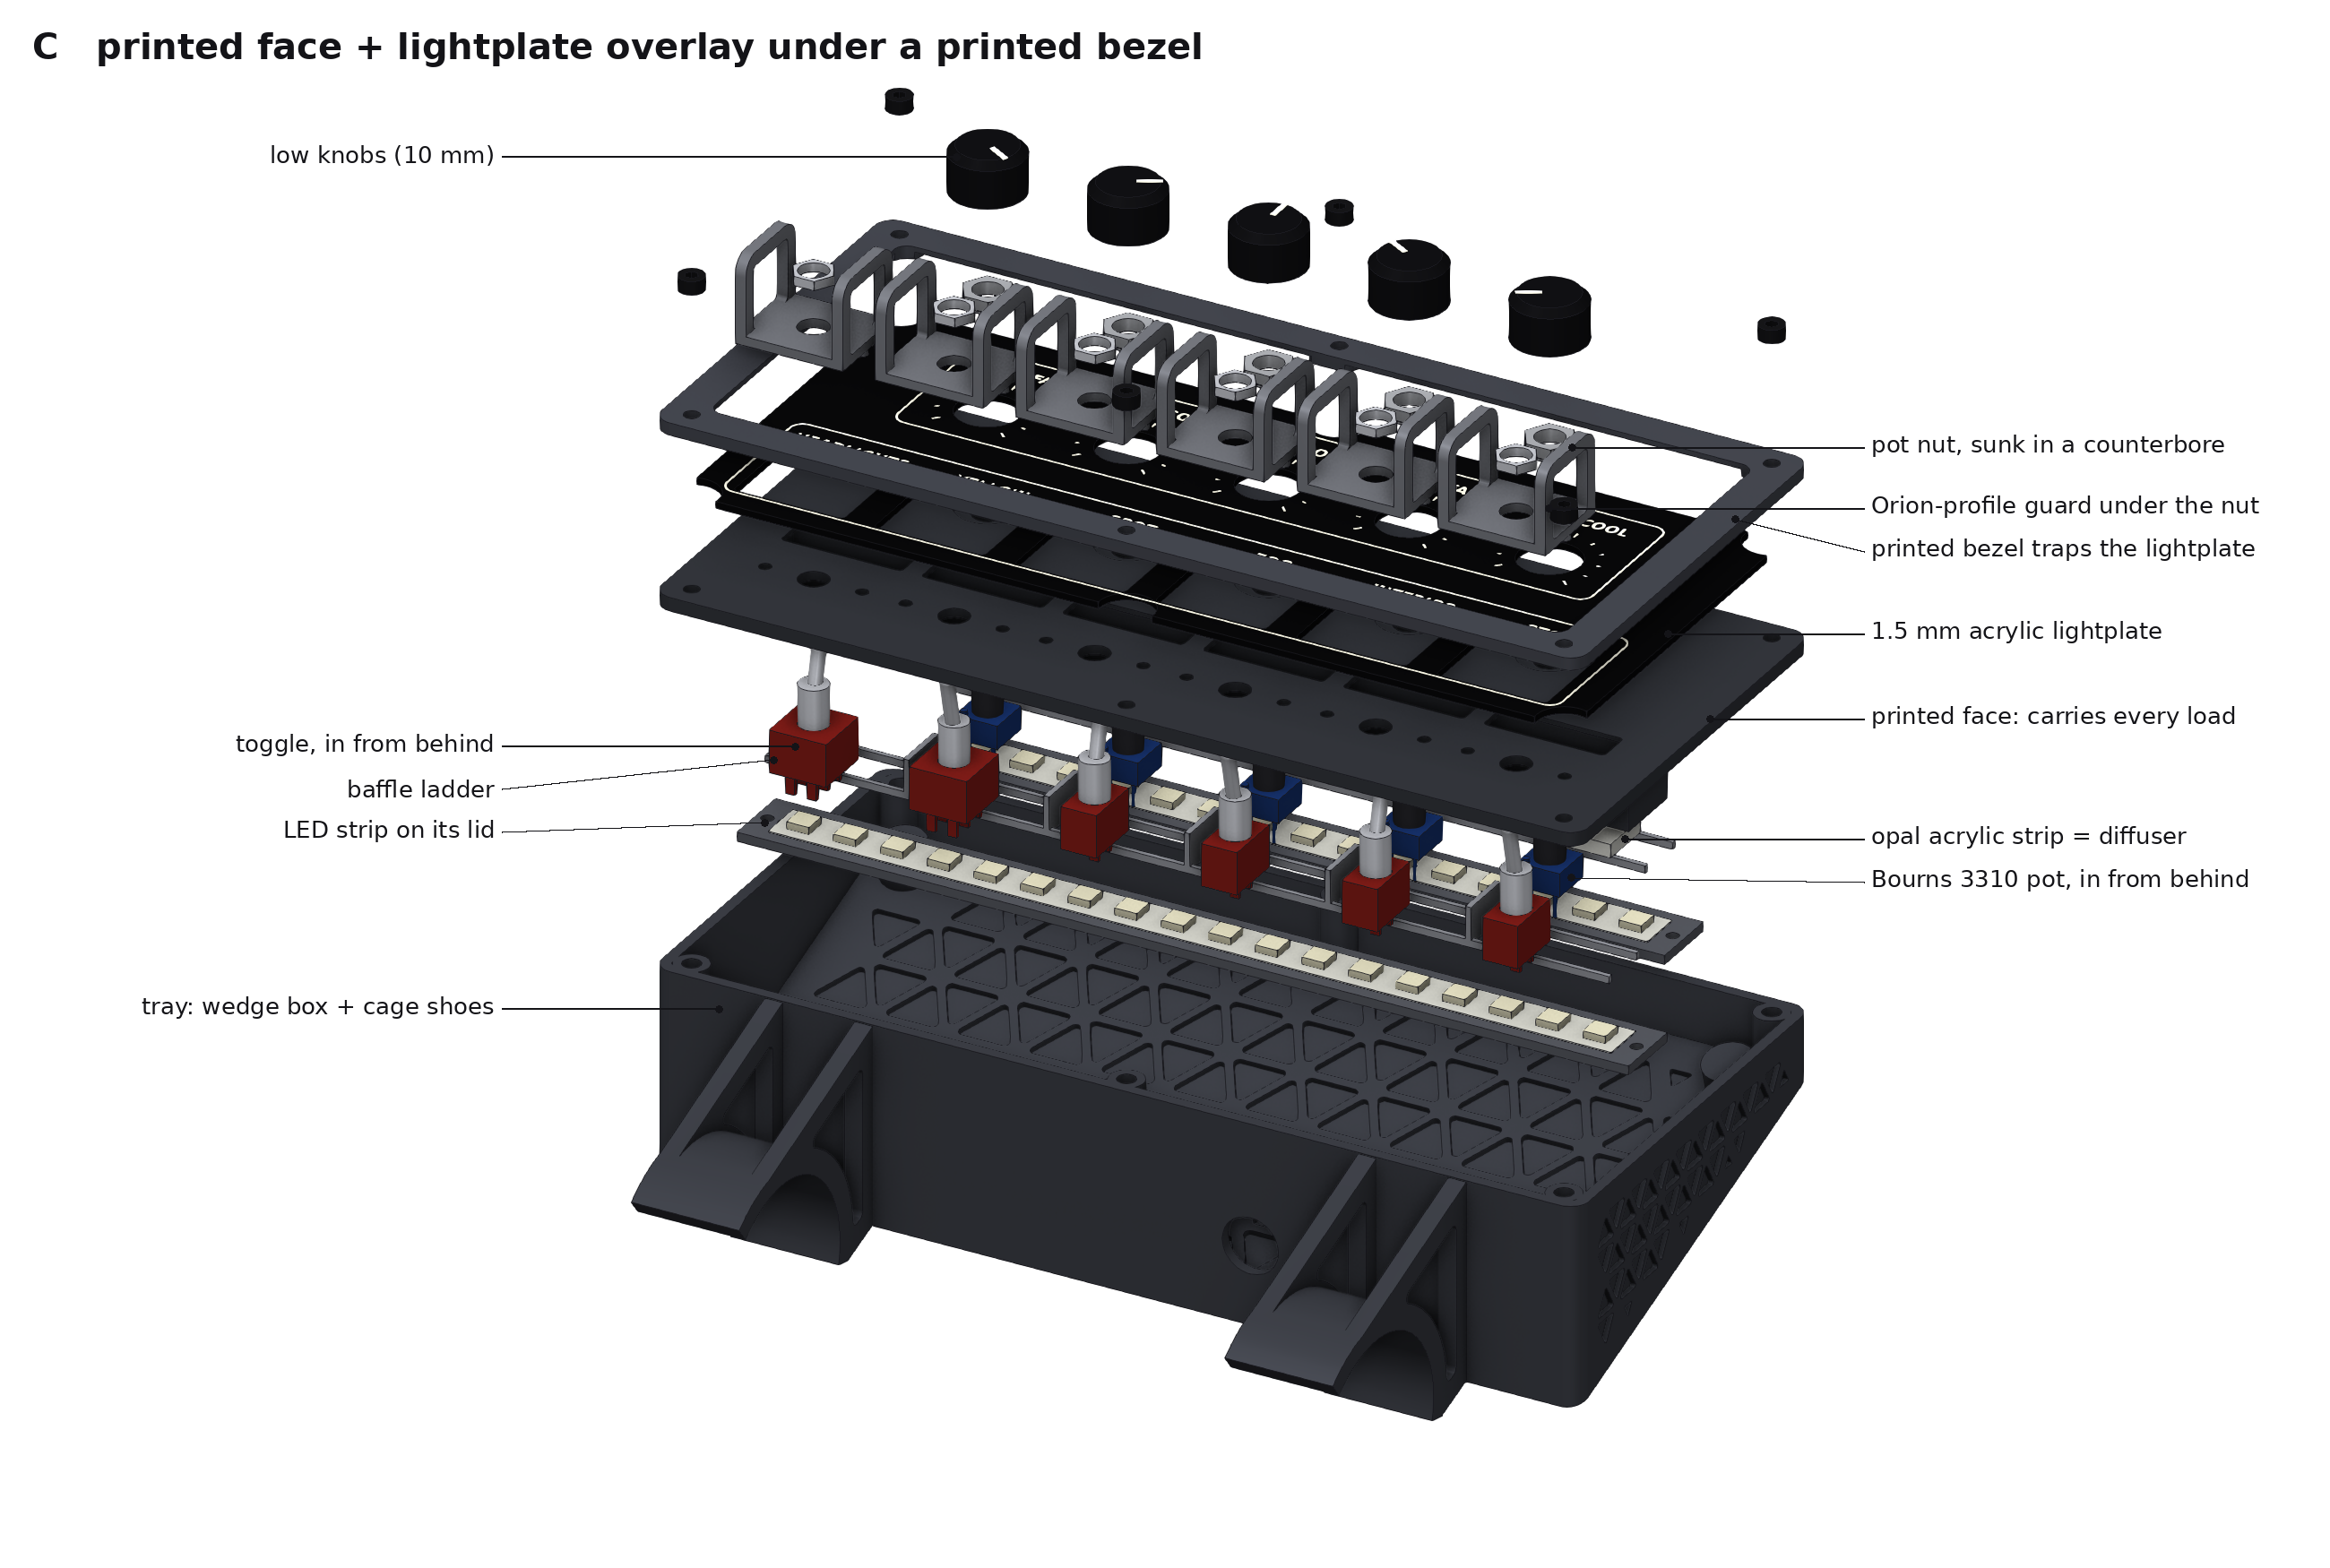 C printed face + lightplate overlay under a printed bezel
low knobs (10 mm)
pot nut, sunk in a counterbore
Orion-profile guard under the nut
COOL
printed bezel traps the lightplate
1.5 mm acrylic lightplate
printed face: carries every load
toggle, in from behind
baffle ladder
LED strip on its lid
opal acrylic strip = diffuser
Bourns 3310 pot, in from behind
tray: wedge box + cage shoes